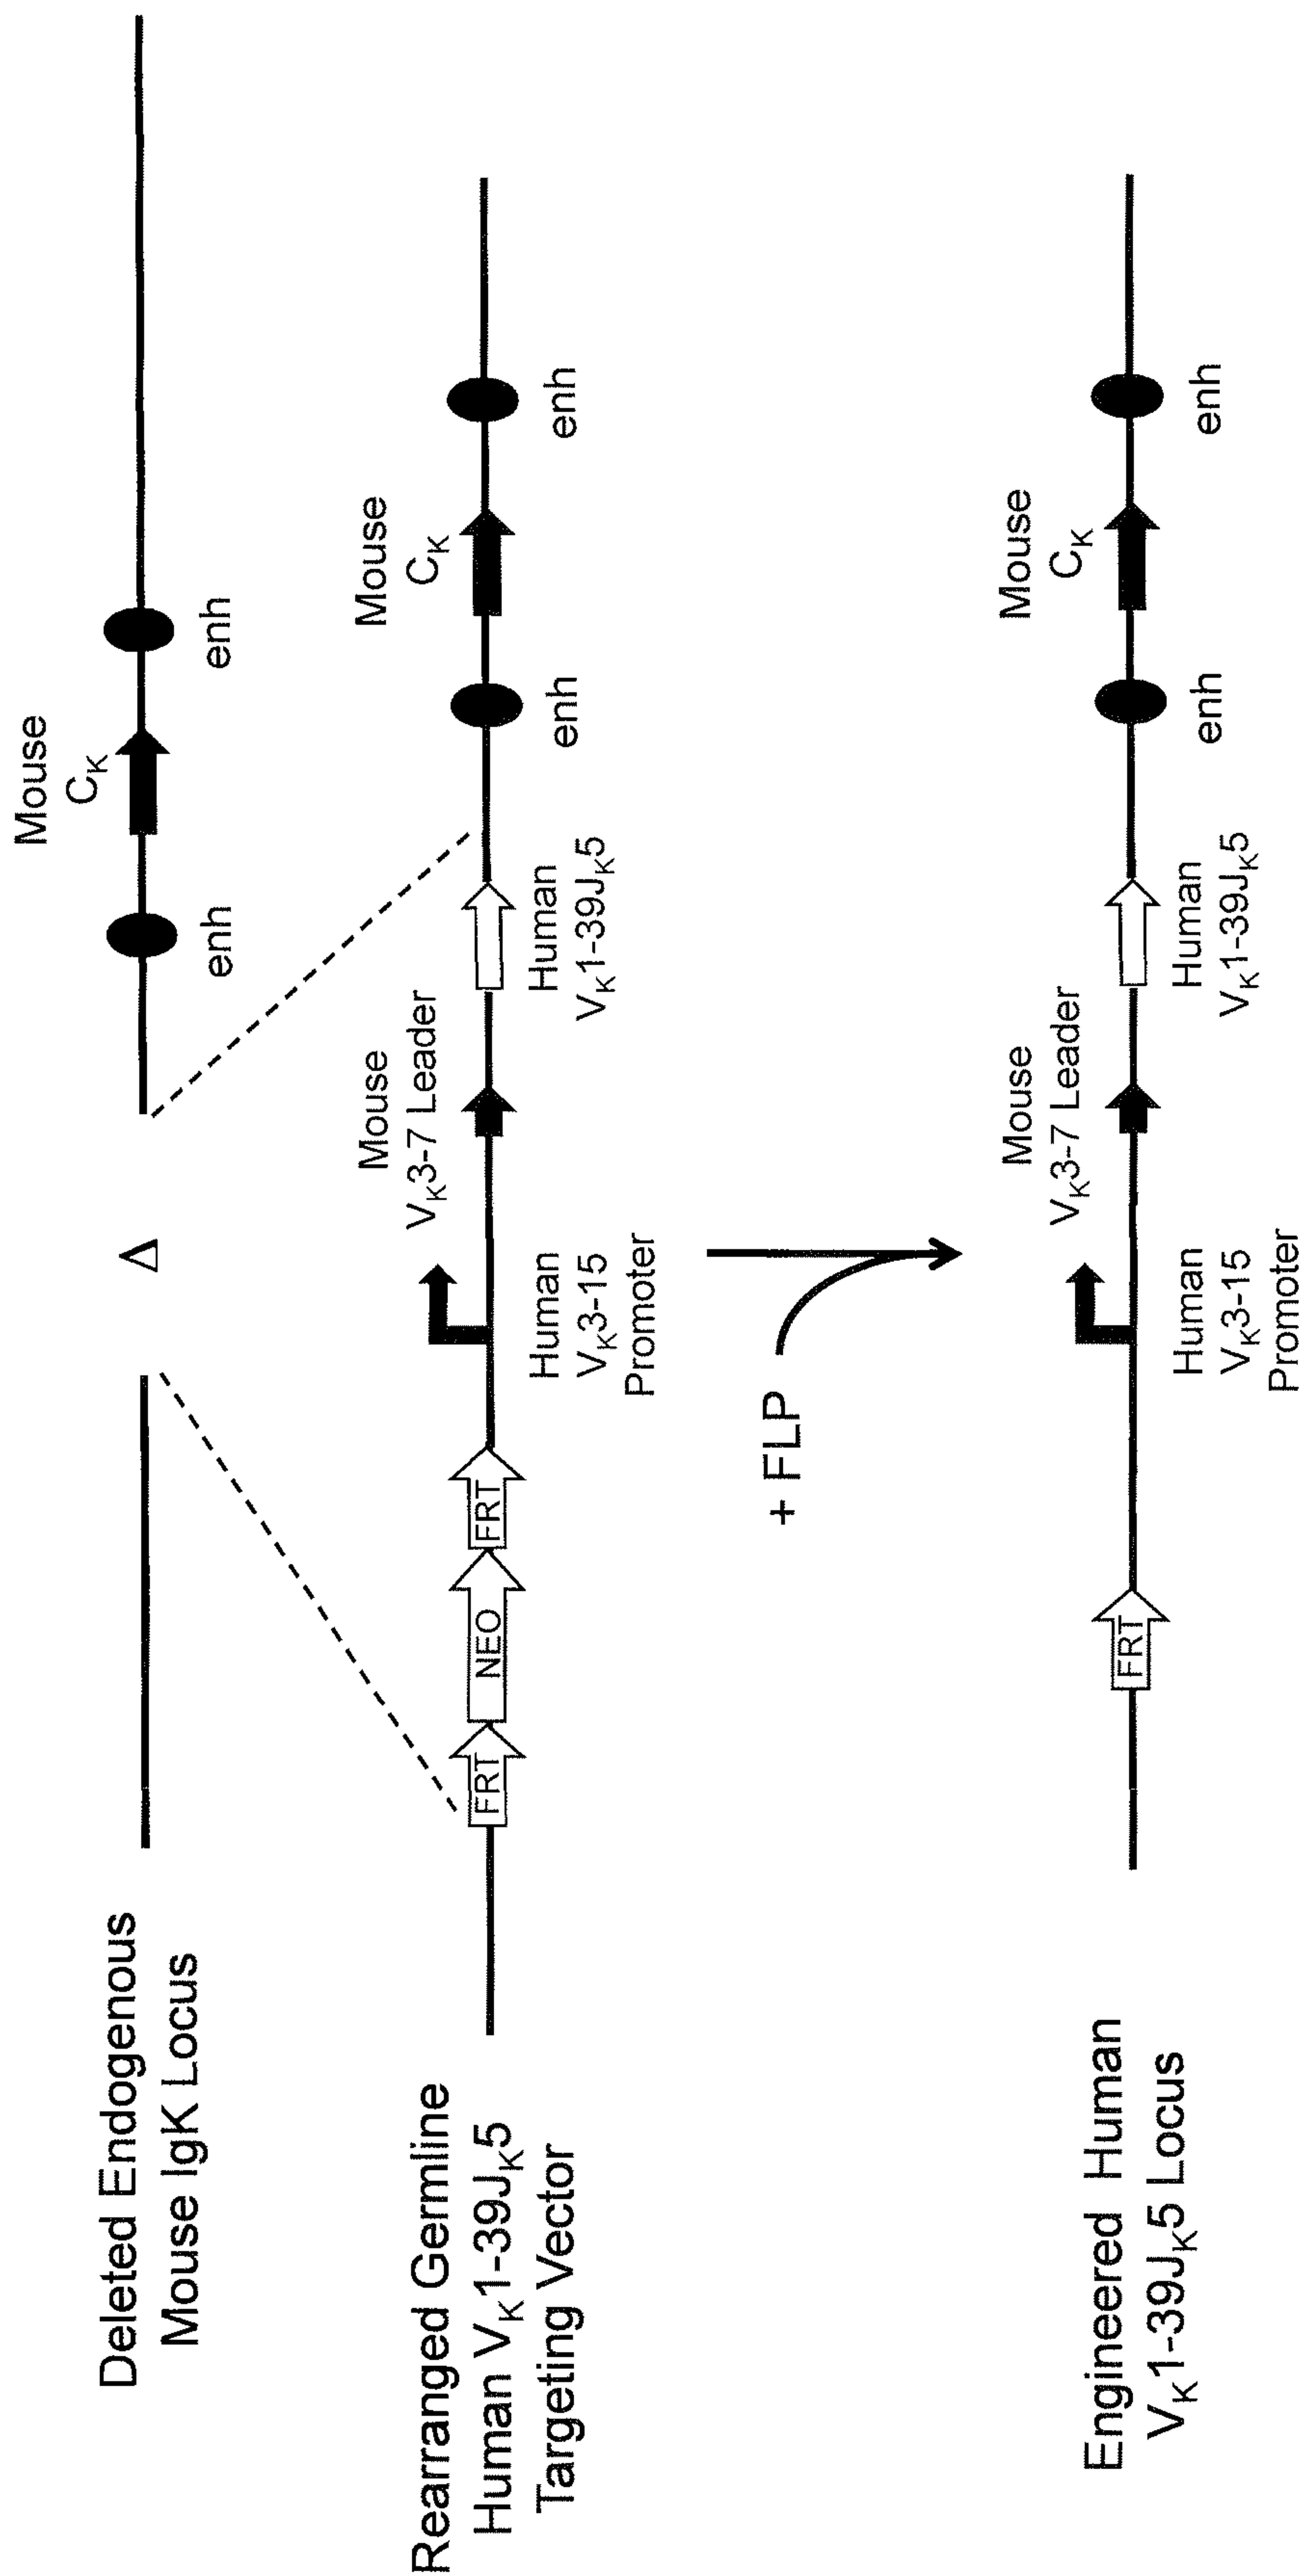 Deleted Endogenous
Mouse IgK Locus
Δ
enh
Mouse
CK
enh
Rearranged Germline
Human VK1-39JK5
Targeting Vector
FRT
NEO
FRT
Human
VK3-15
Promoter
Mouse
VK3-7 Leader
Human
VK1-39JK5
enh
Mouse
CK
enh
+ FLP
Engineered Human
VK1-39JK5 Locus
FRT
Human
VK3-15
Promoter
Mouse
VK3-7 Leader
Human
VK1-39JK5
enh
Mouse
CK
enh